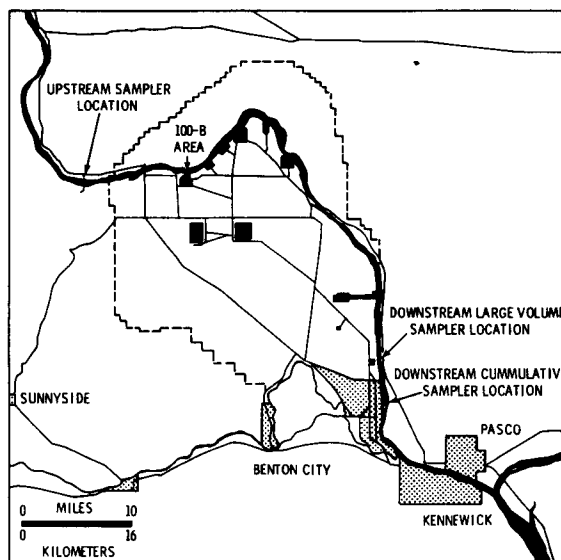 UPSTREAM SAMPLER
LOCATION
100-B
AREA
DOWNSTREAM LARGE VOLUM
SAMPLER LOCATION
DOWNSTREAM CUMMULATIV
SAMPLER LOCATION
SUNNYSIDE
PASCO
BENTON CITY
KENNEWICK
0 MILES 10
0 16
KILOMETERS